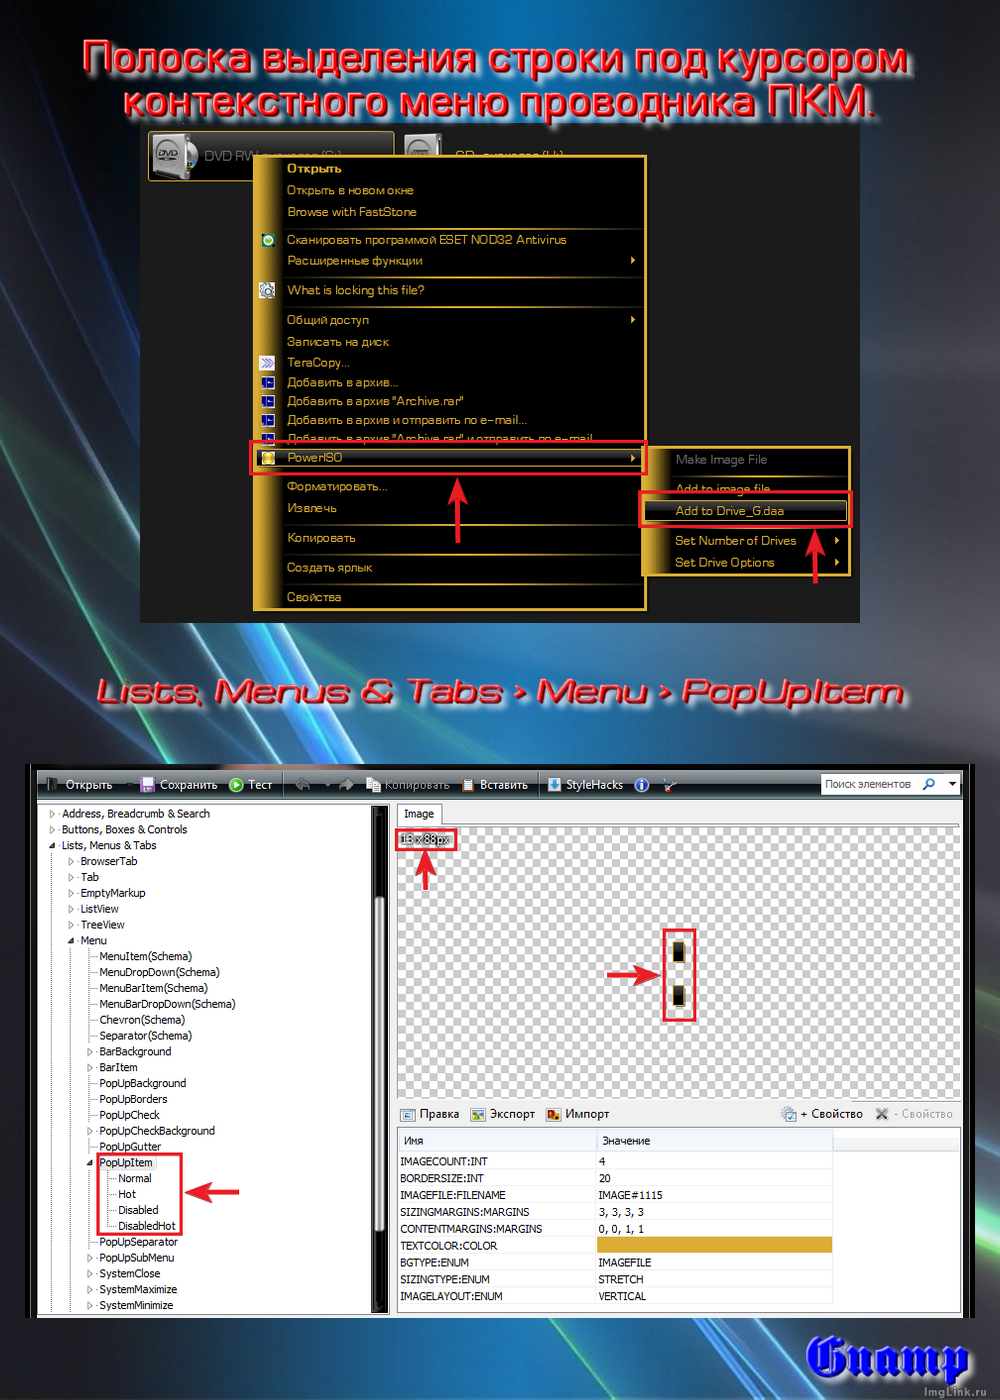 Полоска выделения строки под курсором
контекстного меню проводника ПКМ.
DVD RW
Открыть
Открыть в новом окне
Browse with FastStone
Сканировать программой ESET NOD32 Antivirus
Расширенные функции
What is locking this file?
Общий доступ
Записать на диск
TeraCopy...
Добавить в архив...
Добавить в архив "Archive.rar"
Добавить в архив и отправить по e-mail...
Добавить в архив "Archive.rar" и отправить по e-mail
PowerISO
Форматировать...
Извлечь
Копировать
Создать ярлык
Свойства
Make Image File
Add to image file
Add to Drive_G.daa
Set Number of Drives
Set Drive Options
Lists, Menus & Tabs > Menu > PopUpItem
Открыть Сохранить Тест Копировать Вставить StyleHacks Поиск элементов
Address, Breadcrumb & Search
Buttons, Boxes & Controls
Lists, Menus & Tabs
BrowserTab
Tab
EmptyMarkup
ListView
TreeView
Menu
MenuItem(Schema)
MenuDropDown(Schema)
MenuBarItem(Schema)
MenuBarDropDown(Schema)
Chevron(Schema)
Separator(Schema)
BarBackground
BarItem
PopUpBackground
PopUpBorders
PopUpCheck
PopUpCheckBackground
PopUpGutter
PopUpItem
Normal
Hot
Disabled
DisabledHot
PopUpSeparator
PopUpSubMenu
SystemClose
SystemMaximize
SystemMinimize
Image
13 x 88px
Правка Экспорт Импорт + Свойство - Свойство
Имя Значение
IMAGECOUNT:INT 4
BORDERSIZE:INT 20
IMAGEFILE:FILENAME IMAGE#1115
SIZINGMARGINS:MARGINS 3, 3, 3, 3
CONTENTMARGINS:MARGINS 0, 0, 1, 1
TEXTCOLOR:COLOR
BGTYPE:ENUM IMAGEFILE
SIZINGTYPE:ENUM STRETCH
IMAGELAYOUT:ENUM VERTICAL
Gvamp
ImgLink.ru